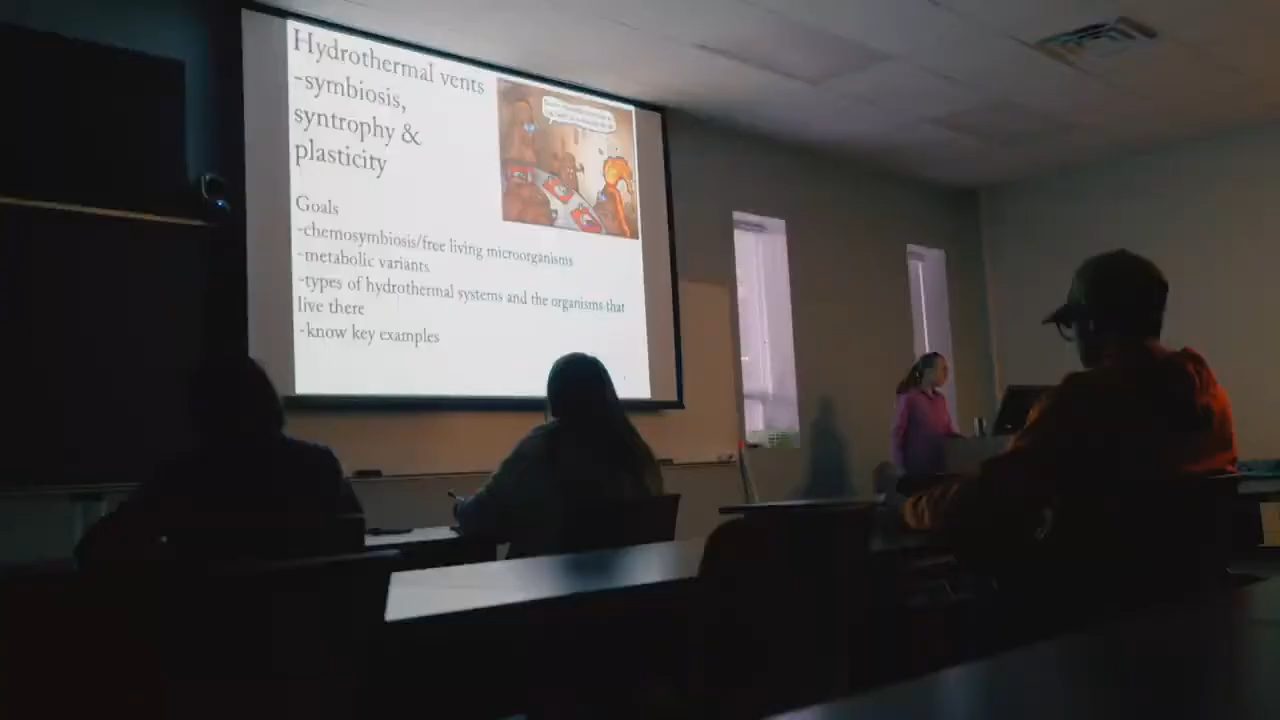 Hydrothermal vents
-symbiosis,
syntrophy &
plasticity
Goals
-chemosymbiosis/free living microorganisms
-metabolic variants
-types of hydrothermal systems and the organisms that
live there
-know key examples